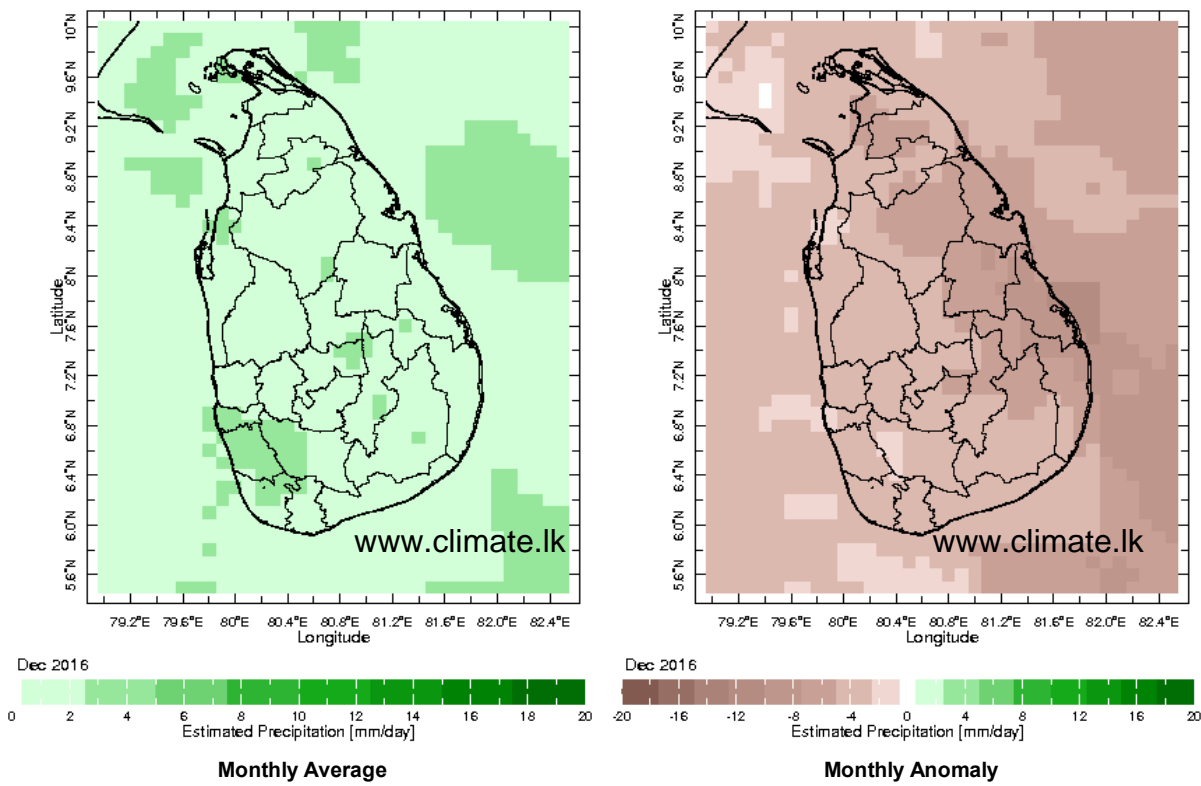 10°N
9.6°N
9.2°N
8.8°N
8.4°N
8°N
7.6°N
7.2°N
6.8°N
6.4°N
6.0°N
5.6°N
Latitude
www.climate.lk
79.2°E 79.6°E 80°E 80.4°E 80.8°E 81.2°E 81.6°E 82.0°E 82.4°E
Longitude
Dec 2016
0 2 4 6 8 10 12 14 16 18 20
Estimated Precipitation [mm/day]
Monthly Average
10°N
9.6°N
9.2°N
8.8°N
8.4°N
8°N
7.6°N
7.2°N
6.8°N
6.4°N
6.0°N
5.6°N
Latitude
www.climate.lk
79.2°E 79.6°E 80°E 80.4°E 80.8°E 81.2°E 81.6°E 82.0°E 82.4°E
Longitude
Dec 2016
-20 -16 -12 -8 -4 0 4 8 12 16 20
Estimated Precipitation [mm/day]
Monthly Anomaly